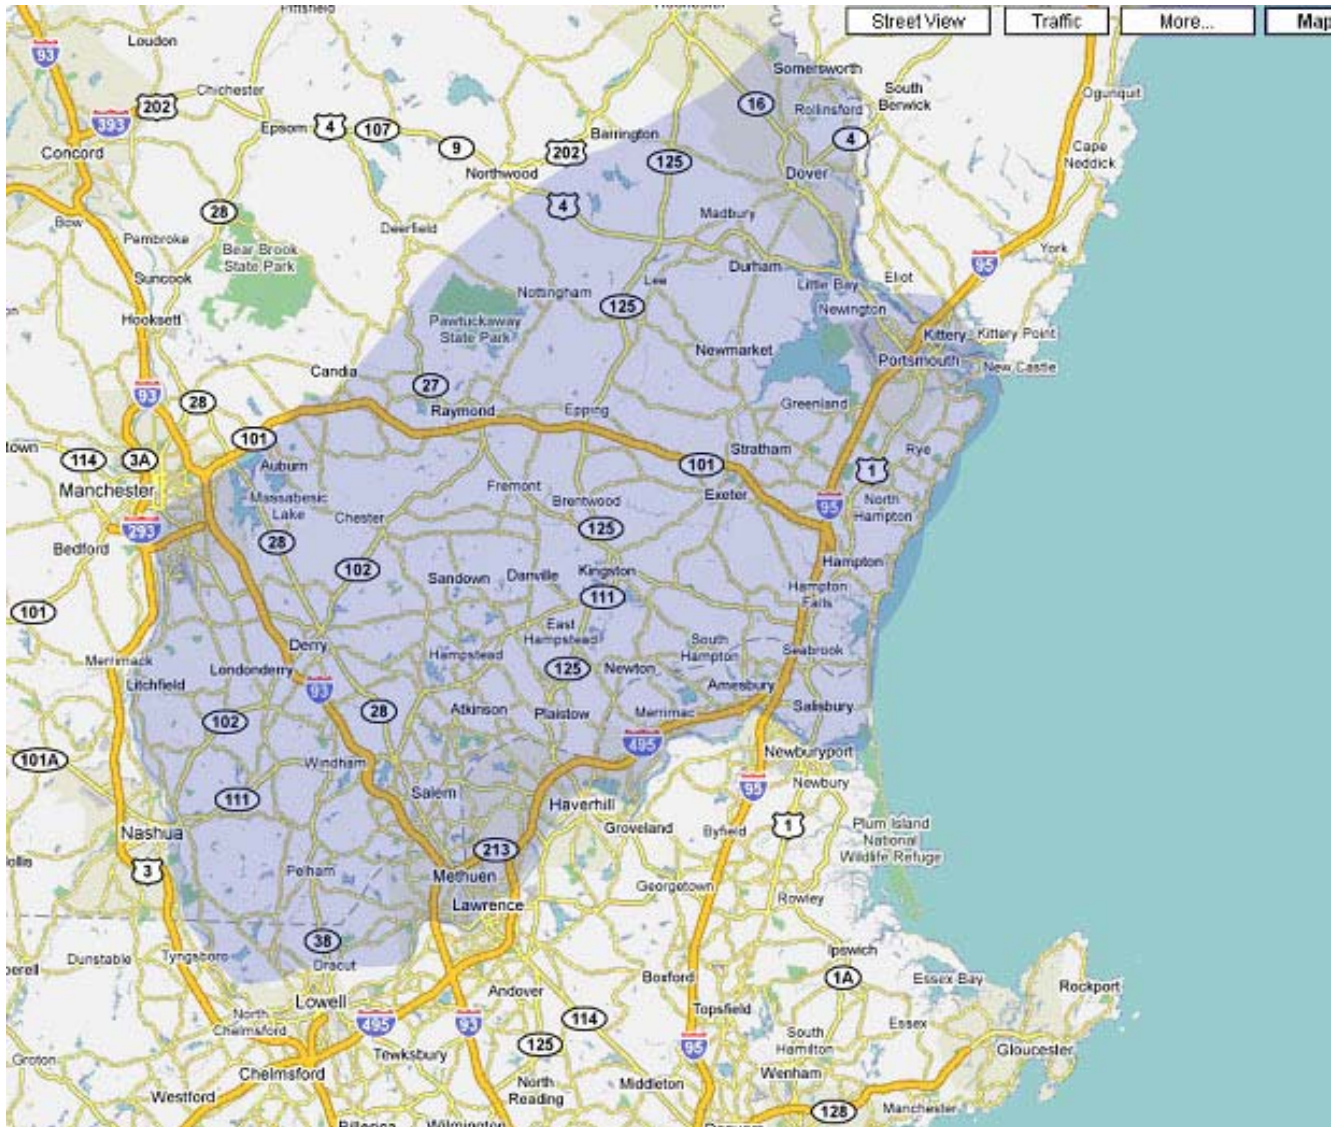 Pittsfield
Rochester
Street View
Traffic
More...
Map
Loudon
93
Somersworth
Chichester
202
South
Berwick
Ogunquit
16
Rollinsford
393
Epsom
4
107
Barrington
4
Concord
9
202
125
Cape
Neddick
Northwood
Dover
28
4
Madbury
Bow
Pembroke
Deerfield
Bear Brook
State Park
York
Suncook
Durham
95
Lee
Eliot
Nottingham
Little Bay
125
Newington
Hooksett
Pawtuckaway
State Park
Kittery
Kittery Point
Newmarket
Portsmouth
New Castle
Candia
27
93
28
Raymond
Epping
Greenland
101
Stratham
Rye
town
114
3A
Auburn
101
1
Manchester
Massabesic
Lake
Fremont
Brentwood
Exeter
95
North
Hampton
Chester
293
125
Bedford
28
102
Sandown
Danville
Kingston
Hampton
101
111
Hampton
Falls
East
Hampstead
Derry
Hampstead
South
Hampton
Seabrook
Merrimack
Londonderry
125
Newton
Litchfield
93
Amesbury
102
28
Atkinson
Plaistow
Merrimac
Salisbury
495
101A
Windham
Newburyport
Salem
95
Newbury
111
Haverhill
Nashua
Groveland
Byfield
1
Plum Island
National
Wildlife Refuge
213
3
Pelham
Methuen
Georgetown
Lawrence
Rowley
38
Dunstable
Tyngsboro
Dracut
Ipswich
Boxford
1A
Essex Bay
Rockport
Lowell
Andover
Topsfield
North
Chelmsford
495
93
114
Essex
South
Hamilton
125
95
Gloucester
Groton
Tewksbury
Chelmsford
Wenham
Westford
North
Reading
Middleton
128
Manchester
Billerica
Wilmington
Danvers